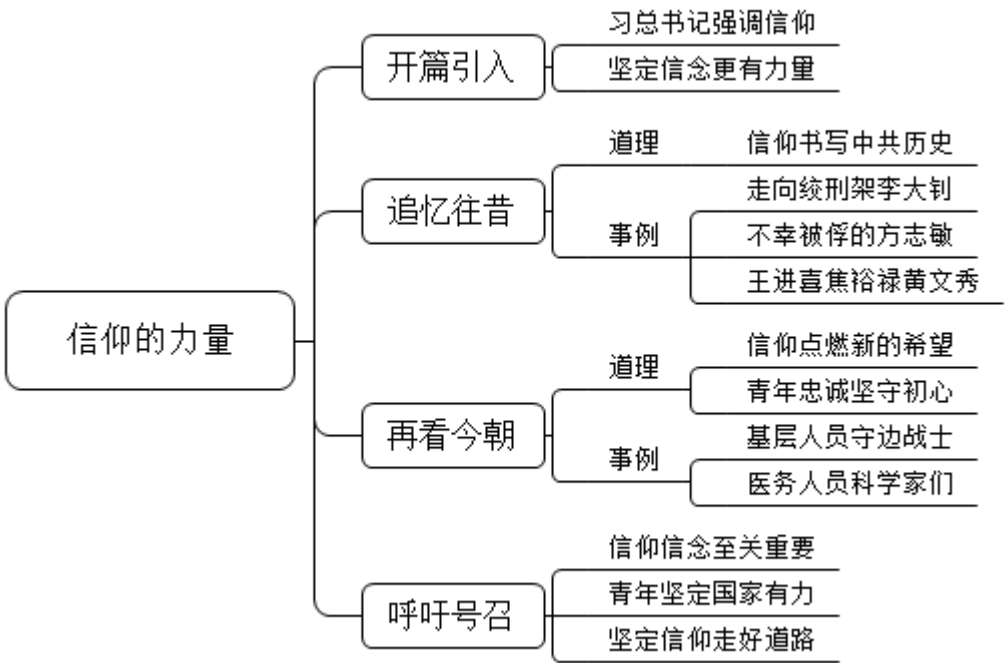 信仰的力量
开篇引入
习总书记强调信仰
坚定信念更有力量
追忆往昔
道理
信仰书写中共历史
事例
走向绞刑架李大钊
不幸被俘的方志敏
王进喜焦裕禄黄文秀
再看今朝
道理
信仰点燃新的希望
青年忠诚坚守初心
事例
基层人员守边战士
医务人员科学家们
呼吁号召
信仰信念至关重要
青年坚定国家有力
坚定信仰走好道路